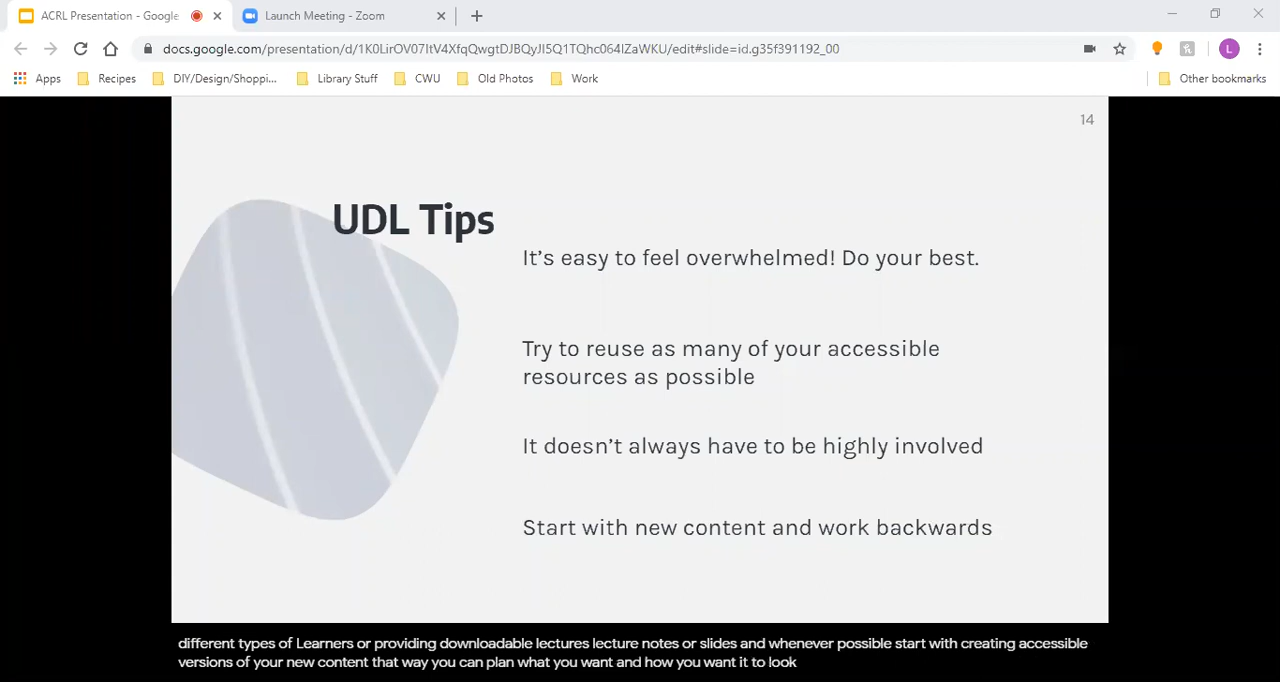 ACRL Presentation - Google
Launch Meeting - Zoom
docs.google.com/presentation/d/1K0LirOV07ItV4XfqQwgtDJBQyJI5Q1TQhc064lZaWKU/edit#slide=id.g35f391192_00
L
Apps Recipes DIY/Design/Shoppi... Library Stuff CWU Old Photos Work Other bookmarks
14
UDL Tips
It’s easy to feel overwhelmed! Do your best.
Try to reuse as many of your accessible
resources as possible
It doesn’t always have to be highly involved
Start with new content and work backwards
different types of Learners or providing downloadable lectures lecture notes or slides and whenever possible start with creating accessible
versions of your new content that way you can plan what you want and how you want it to look